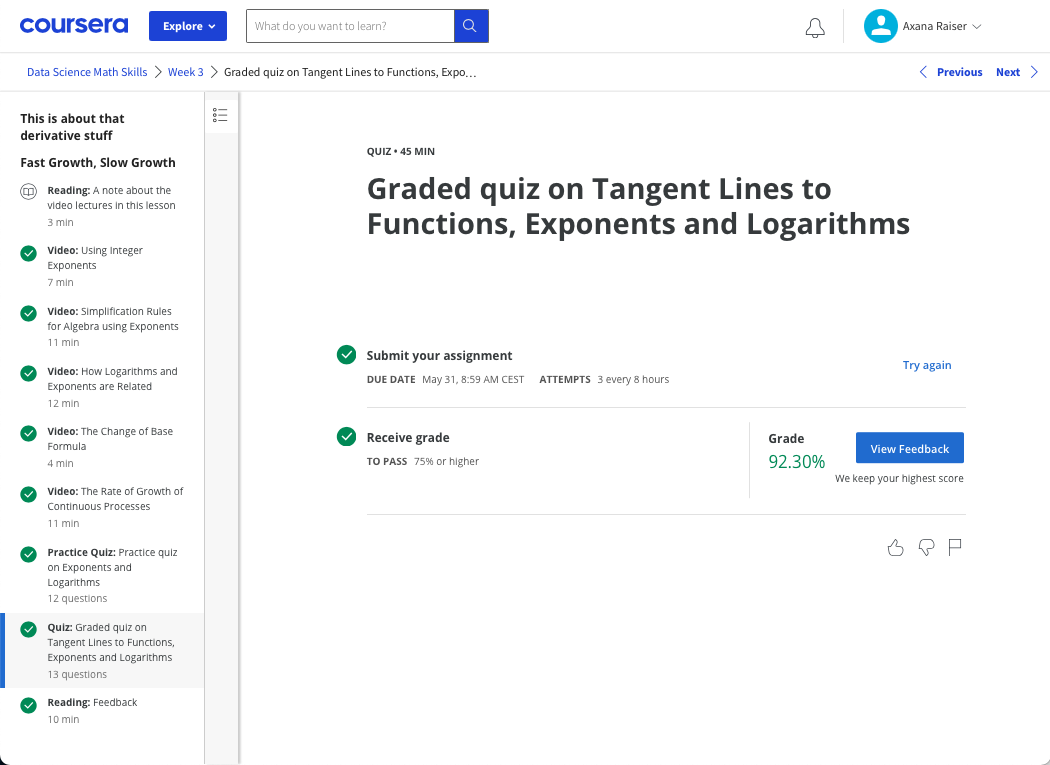 coursera
Explore
What do you want to learn?
Axana Raiser
Data Science Math Skills
Week 3
Graded quiz on Tangent Lines to Functions, Expo...
Previous
Next
This is about that
derivative stuff
Fast Growth, Slow Growth
Reading: A note about the
video lectures in this lesson
3 min
Video: Using Integer
Exponents
7 min
Video: Simplification Rules
for Algebra using Exponents
11 min
Video: How Logarithms and
Exponents are Related
12 min
Video: The Change of Base
Formula
4 min
Video: The Rate of Growth of
Continuous Processes
11 min
Practice Quiz: Practice quiz
on Exponents and
Logarithms
12 questions
Quiz: Graded quiz on
Tangent Lines to Functions,
Exponents and Logarithms
13 questions
Reading: Feedback
10 min
QUIZ • 45 MIN
Graded quiz on Tangent Lines to
Functions, Exponents and Logarithms
Submit your assignment
DUE DATE May 31, 8:59 AM CEST ATTEMPTS 3 every 8 hours
Try again
Receive grade
TO PASS 75% or higher
Grade
92.30%
View Feedback
We keep your highest score